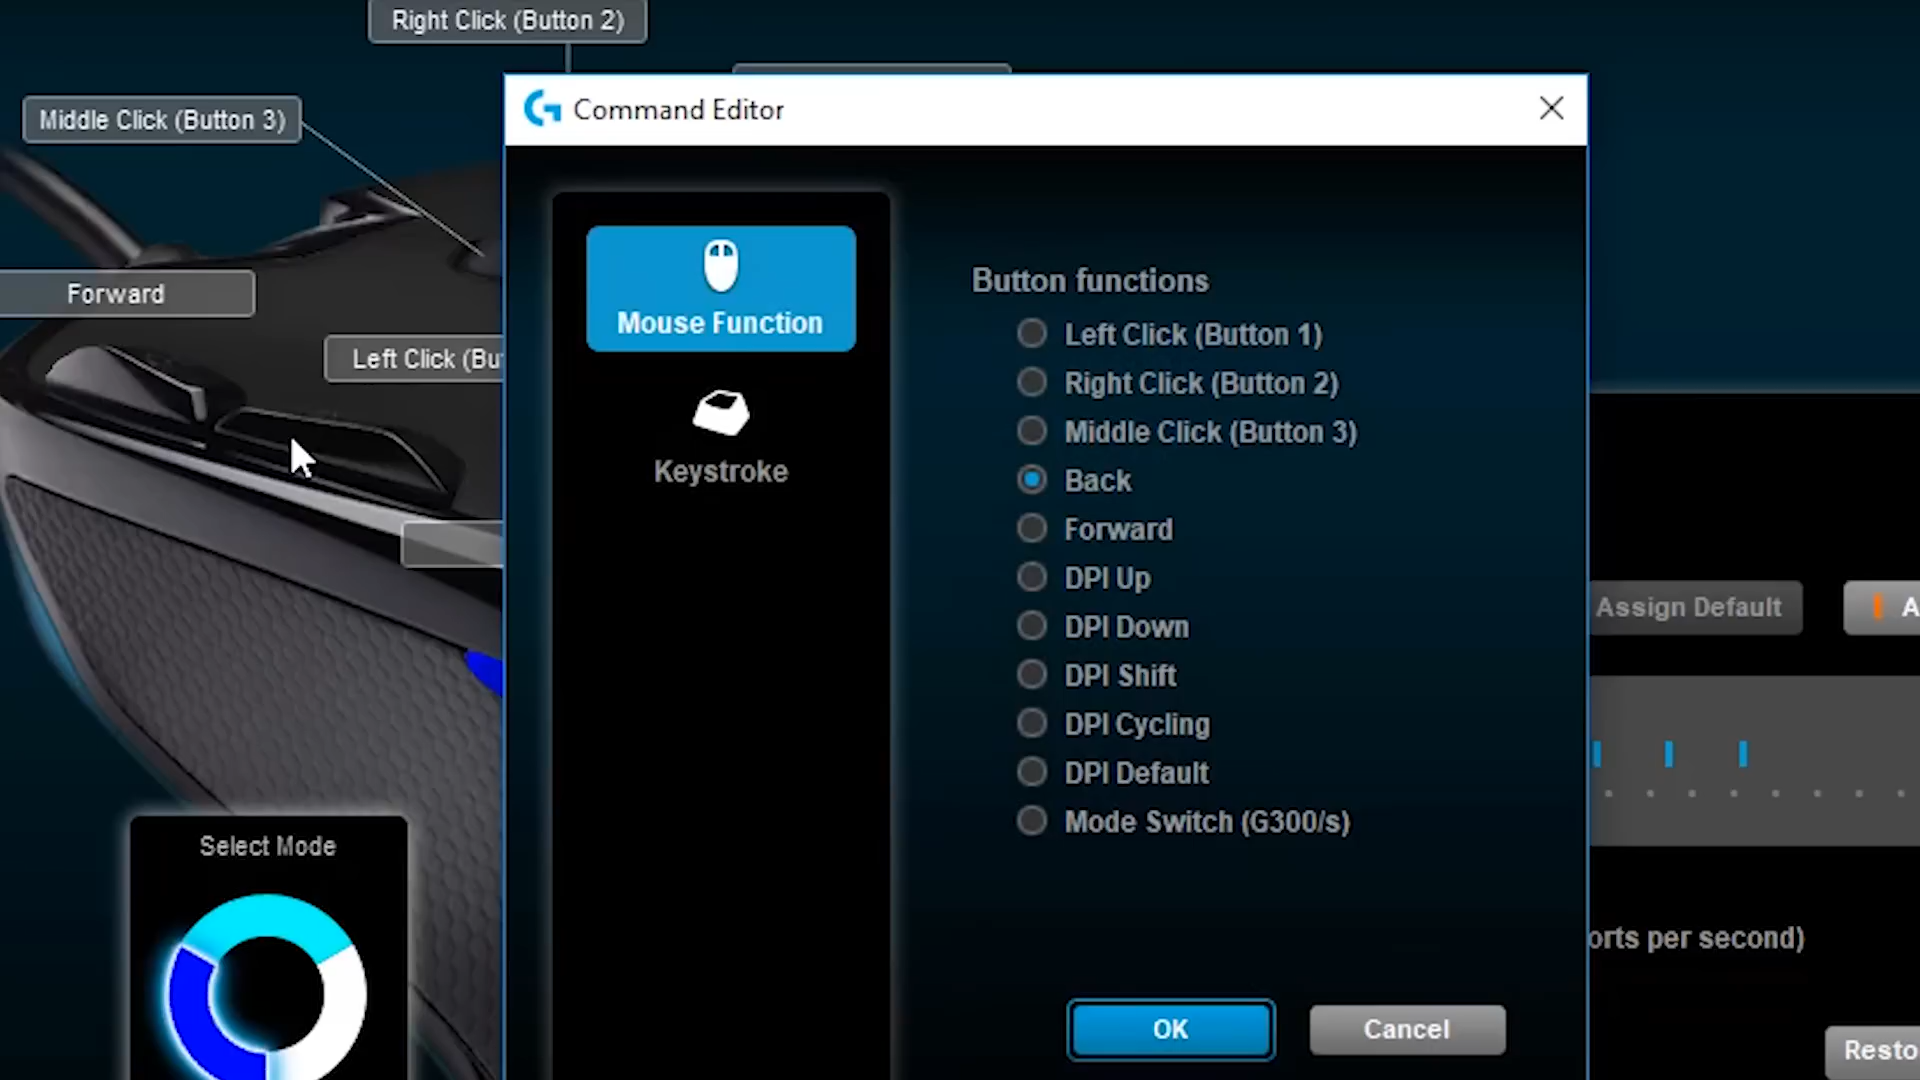 Right Click (Button 2)
Middle Click (Button 3)
Forward
Left Click (Bu
Command Editor
Mouse Function
Keystroke
Button functions
Left Click (Button 1)
Right Click (Button 2)
Middle Click (Button 3)
Back
Forward
DPI Up
DPI Down
DPI Shift
DPI Cycling
DPI Default
Mode Switch (G300/s)
OK
Cancel
Select Mode
Assign Default
A
orts per second)
Resto